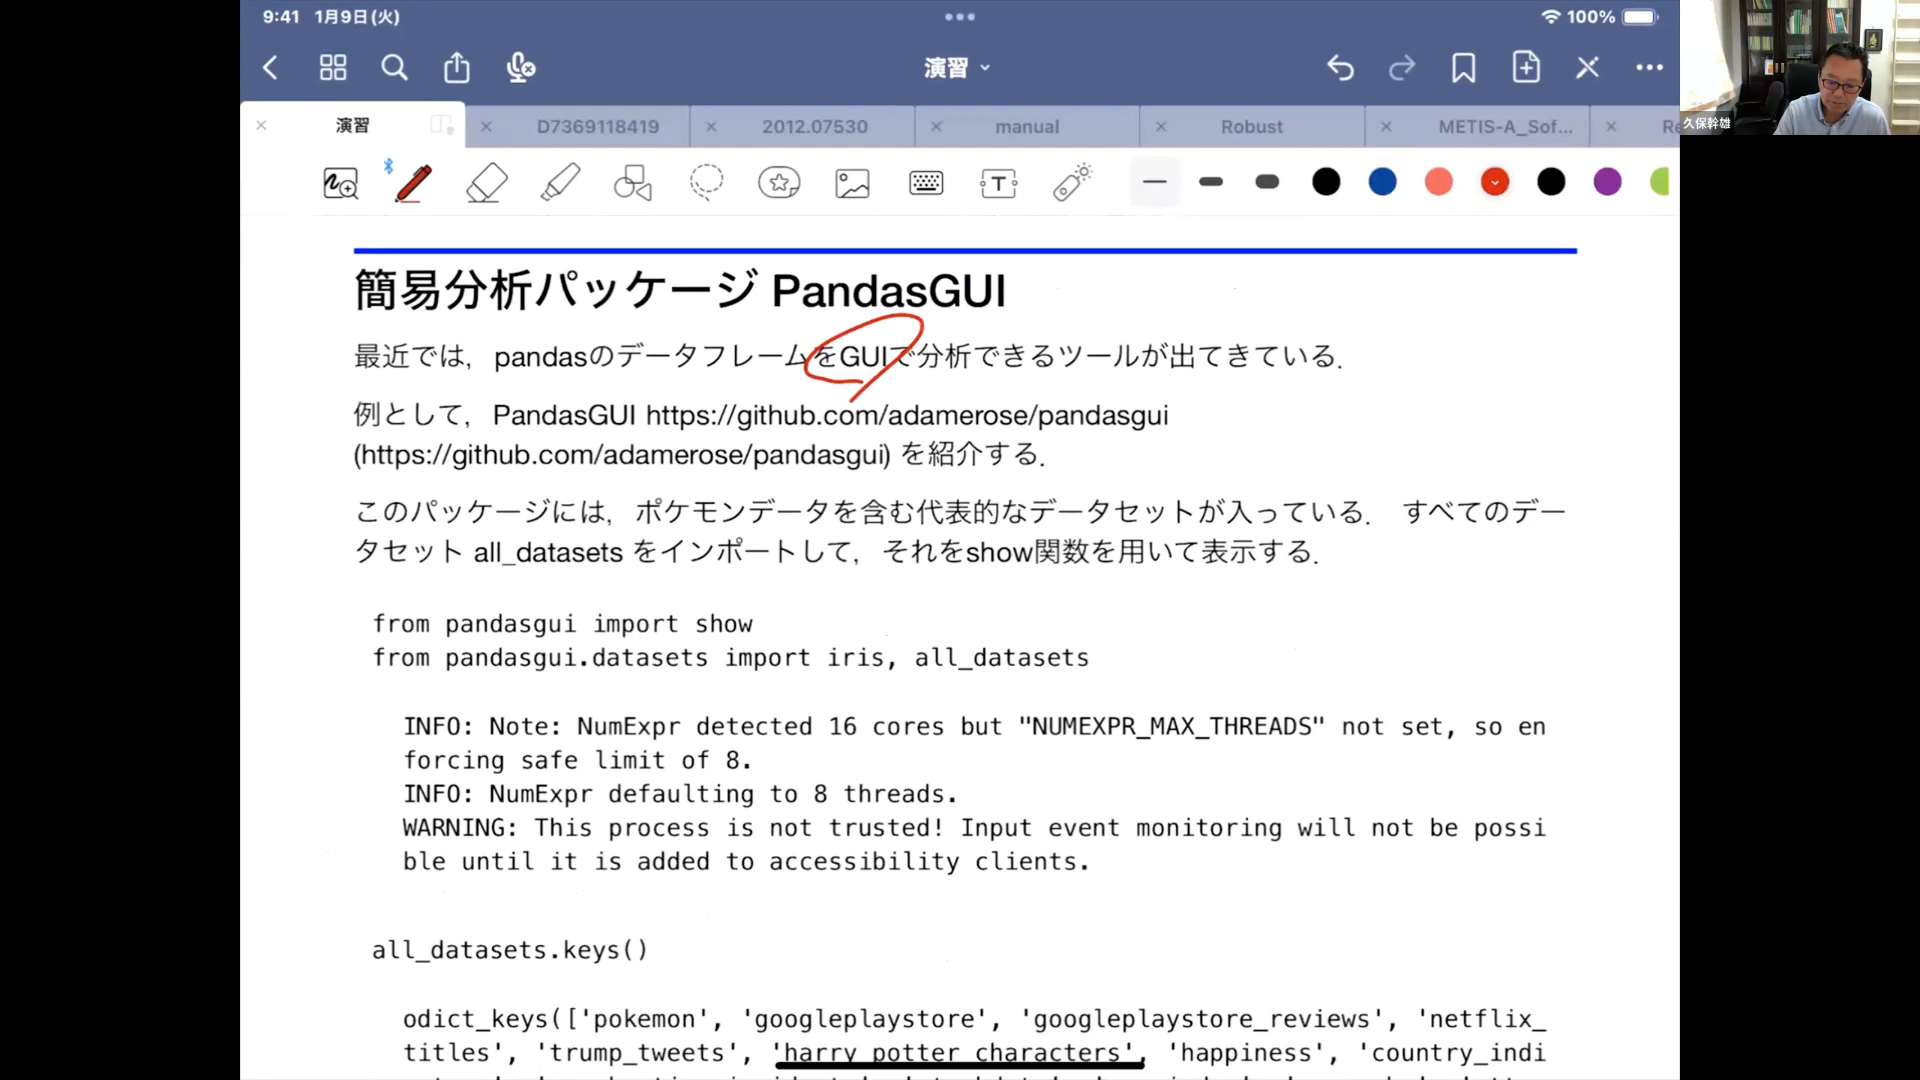 9:41 1月9日(火)
100%
演習
演習
D7369118419
2012.07530
manual
Robust
METIS-A_Sof...
久保幹雄
簡易分析パッケージ PandasGUI
最近では，pandasのデータフレームをGUIで分析できるツールが出てきている．
例として，PandasGUI https://github.com/adamerose/pandasgui
(https://github.com/adamerose/pandasgui) を紹介する．
このパッケージには，ポケモンデータを含む代表的なデータセットが入っている． すべてのデー
タセット all_datasets をインポートして，それをshow関数を用いて表示する．
from pandasgui import show
from pandasgui.datasets import iris, all_datasets
INFO: Note: NumExpr detected 16 cores but "NUMEXPR_MAX_THREADS" not set, so en
forcing safe limit of 8.
INFO: NumExpr defaulting to 8 threads.
WARNING: This process is not trusted! Input event monitoring will not be possi
ble until it is added to accessibility clients.
all_datasets.keys()
odict_keys(['pokemon', 'googleplaystore', 'googleplaystore_reviews', 'netflix_
titles', 'trump_tweets', 'harry_potter_characters', 'happiness', 'country_indi